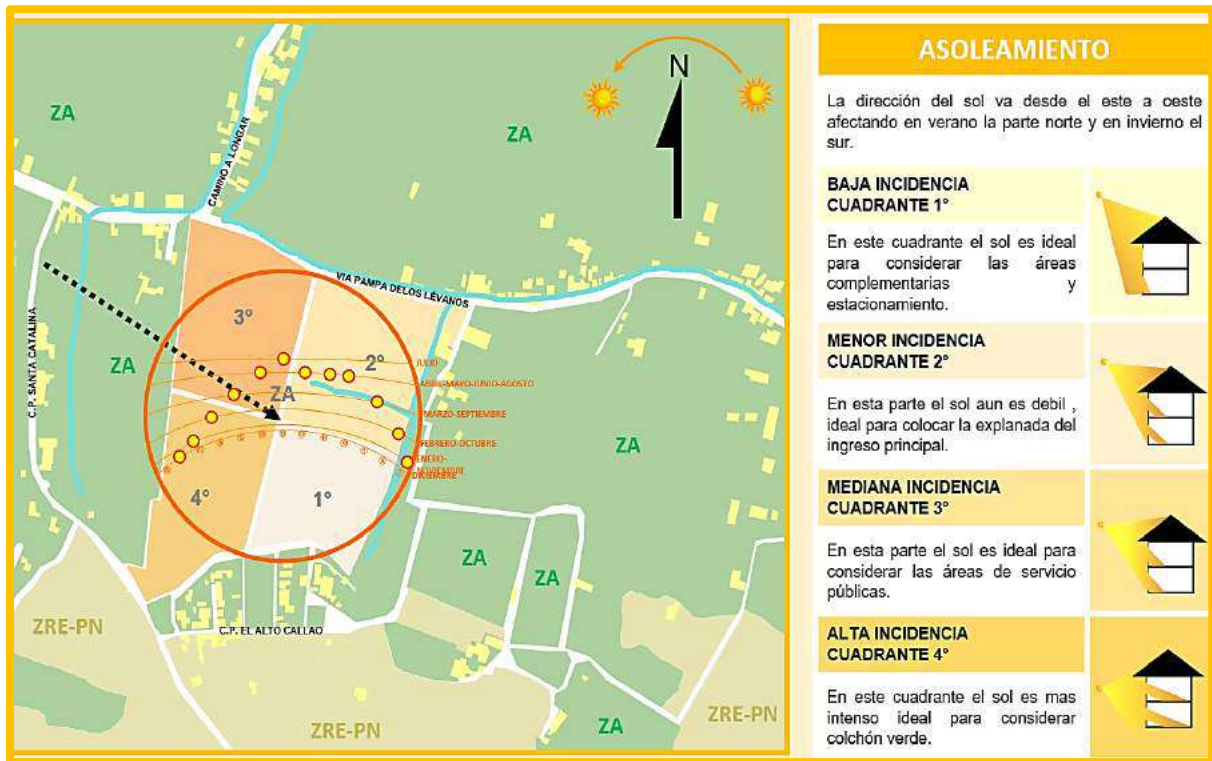 ZA
CAMINO A LONGAR
ZA
N
VIA PAMPA DELOS LÉVANOS
C.P. SANTA CATALINA
ZA
3°
2°
ZA
JULIO
ABRIL-MAYO-JUNIO-AGOSTO
MARZO-SEPTIEMBRE
FEBRERO-OCTUBRE
ENERO-
NOVIEMBRE
DICIEMBRE
ZA
4°
1°
ZA
ZA
ZRE-PN
C.P. EL ALTO CALLAO
ZRE-PN
ZA
ZRE-PN
ASOLEAMIENTO
La dirección del sol va desde el este a oeste
afectando en verano la parte norte y en invierno el
sur.
BAJA INCIDENCIA
CUADRANTE 1°
En este cuadrante el sol es ideal
para considerar las áreas
complementarias y
estacionamiento.
MENOR INCIDENCIA
CUADRANTE 2°
En esta parte el sol aun es debil ,
ideal para colocar la explanada del
ingreso principal.
MEDIANA INCIDENCIA
CUADRANTE 3°
En esta parte el sol es ideal para
considerar las áreas de servicio
públicas.
ALTA INCIDENCIA
CUADRANTE 4°
En este cuadrante el sol es mas
intenso ideal para considerar
colchón verde.